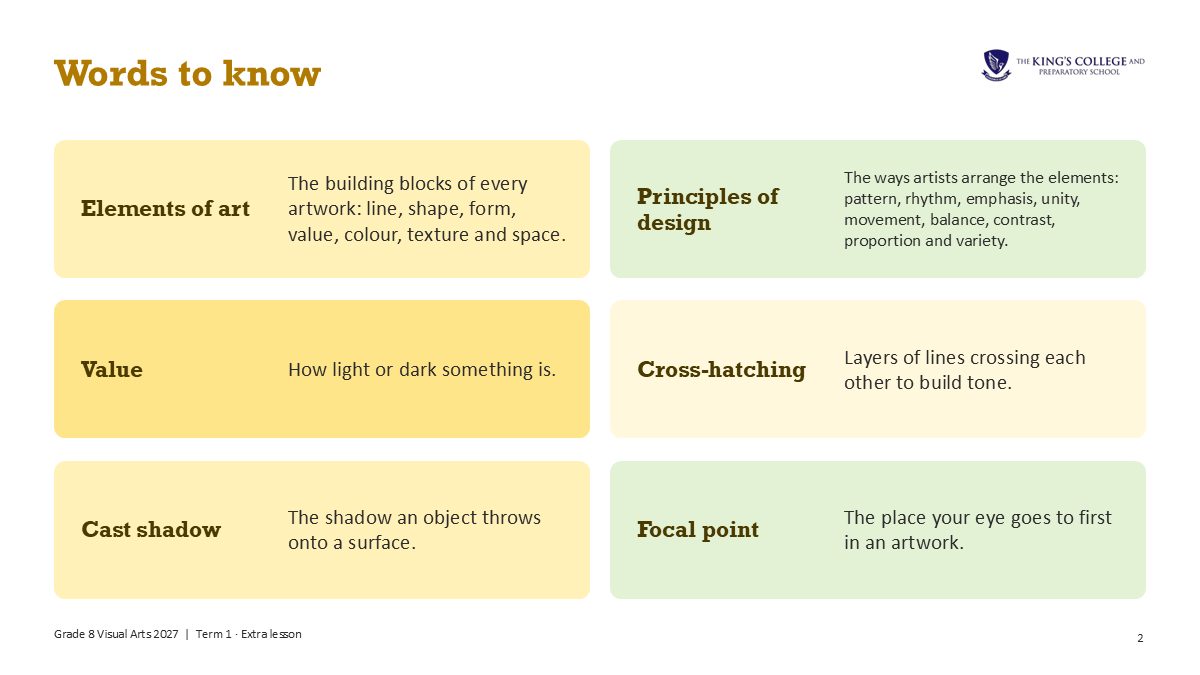 Words to know
THE KING'S COLLEGE AND
PREPARATORY SCHOOL
Elements of art
The building blocks of every
artwork: line, shape, form,
value, colour, texture and space.
Principles of
design
The ways artists arrange the elements:
pattern, rhythm, emphasis, unity,
movement, balance, contrast,
proportion and variety.
Value
How light or dark something is.
Cross-hatching
Layers of lines crossing each
other to build tone.
Cast shadow
The shadow an object throws
onto a surface.
Focal point
The place your eye goes to first
in an artwork.
Grade 8 Visual Arts 2027 | Term 1 · Extra lesson
2